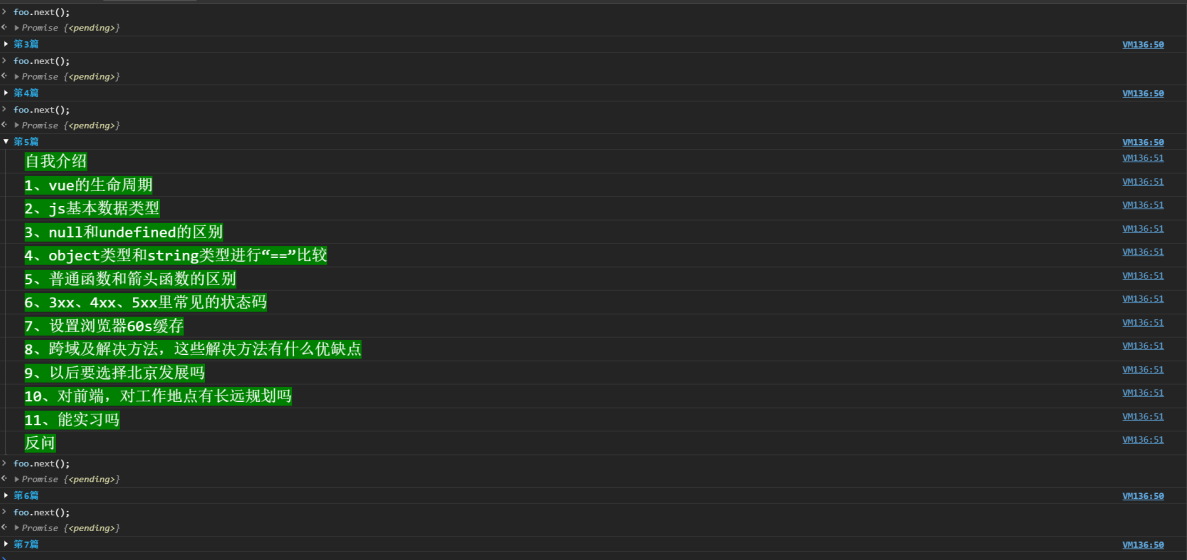 foo.next();
Promise {<pending>}
第3篇 VM136:50
foo.next();
Promise {<pending>}
第4篇 VM136:50
foo.next();
Promise {<pending>}
第5篇 VM136:50
自我介绍 VM136:51
1、vue的生命周期 VM136:51
2、js基本数据类型 VM136:51
3、null和undefined的区别 VM136:51
4、object类型和string类型进行“==”比较 VM136:51
5、普通函数和箭头函数的区别 VM136:51
6、3xx、4xx、5xx里常见的状态码 VM136:51
7、设置浏览器60s缓存 VM136:51
8、跨域及解决方法，这些解决方法有什么优缺点 VM136:51
9、以后要选择北京发展吗 VM136:51
10、对前端，对工作地点有长远规划吗 VM136:51
11、能实习吗 VM136:51
反问 VM136:51
foo.next();
Promise {<pending>}
第6篇 VM136:50
foo.next();
Promise {<pending>}
第7篇 VM136:50